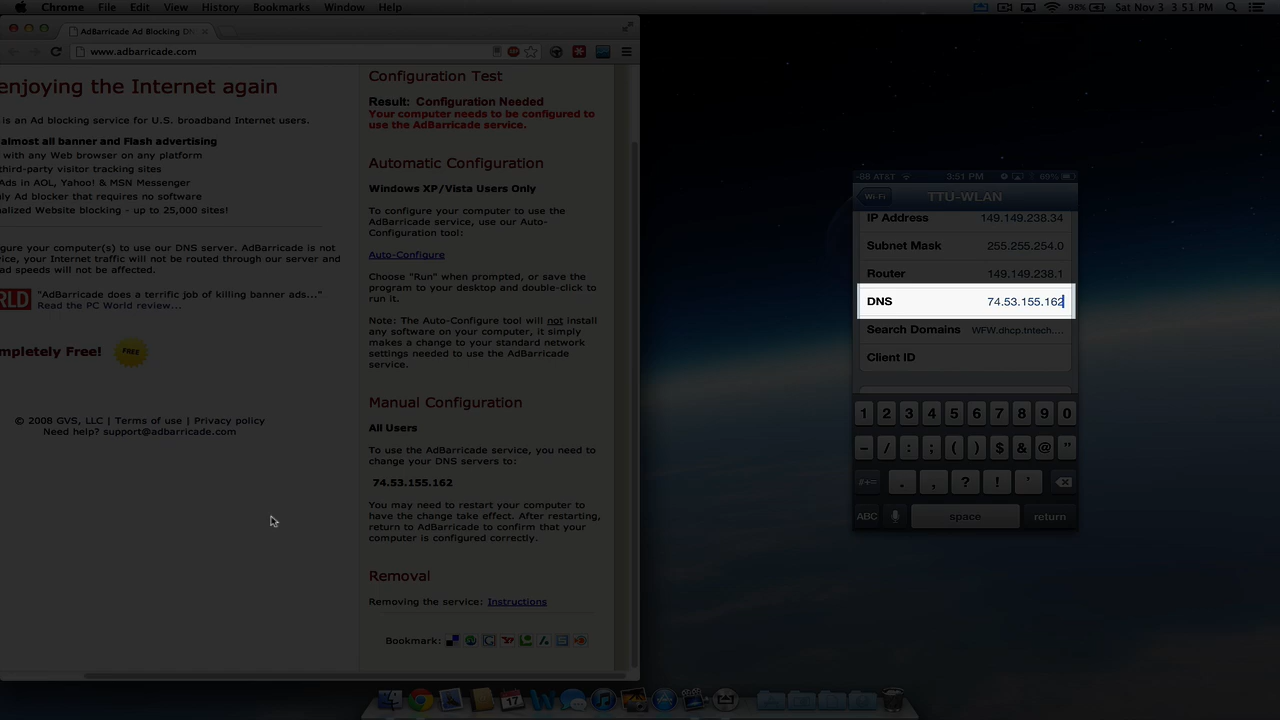 Chrome File Edit View History Bookmarks Window Help
98% Sat Nov 3 3:51 PM
AdBarricade Ad Blocking DN
www.adbarricade.com
enjoying the Internet again
is an Ad blocking service for U.S. broadband Internet users.
almost all banner and Flash advertising
with any Web browser on any platform
third-party visitor tracking sites
Ads in AOL, Yahoo! & MSN Messenger
ly Ad blocker that requires no software
nalized Website blocking - up to 25,000 sites!
gure your computer(s) to use our DNS server. AdBarricade is not
vice, your Internet traffic will not be routed through our server and
ad speeds will not be affected.
RLD
"AdBarricade does a terrific job of killing banner ads..."
Read the PC World review...
mpletely Free!
FREE
© 2008 GVS, LLC | Terms of use | Privacy policy
Need help? support@adbarricade.com
Configuration Test
Result: Configuration Needed
Your computer needs to be configured to
use the AdBarricade service.
Automatic Configuration
Windows XP/Vista Users Only
To configure your computer to use the
AdBarricade service, use our Auto-
Configuration tool:
Auto-Configure
Choose "Run" when prompted, or save the
program to your desktop and double-click to
run it.
Note: The Auto-Configure tool will not install
any software on your computer, it simply
makes a change to your standard network
settings needed to use the AdBarricade
service.
Manual Configuration
All Users
To use the AdBarricade service, you need to
change your DNS servers to:
74.53.155.162
You may need to restart your computer to
have the change take effect. After restarting,
return to AdBarricade to confirm that your
computer is configured correctly.
Removal
Removing the service: Instructions
Bookmark:
-88 AT&T 3:51 PM 69%
Wi-Fi TTU-WLAN
IP Address 149.149.238.34
Subnet Mask 255.255.254.0
Router 149.149.238.1
DNS 74.53.155.162
Search Domains WFW.dhcp.tntech....
Client ID
1 2 3 4 5 6 7 8 9 0
- / : ; ( ) $ & @ "
#+= . , ? ! '
ABC space return
17